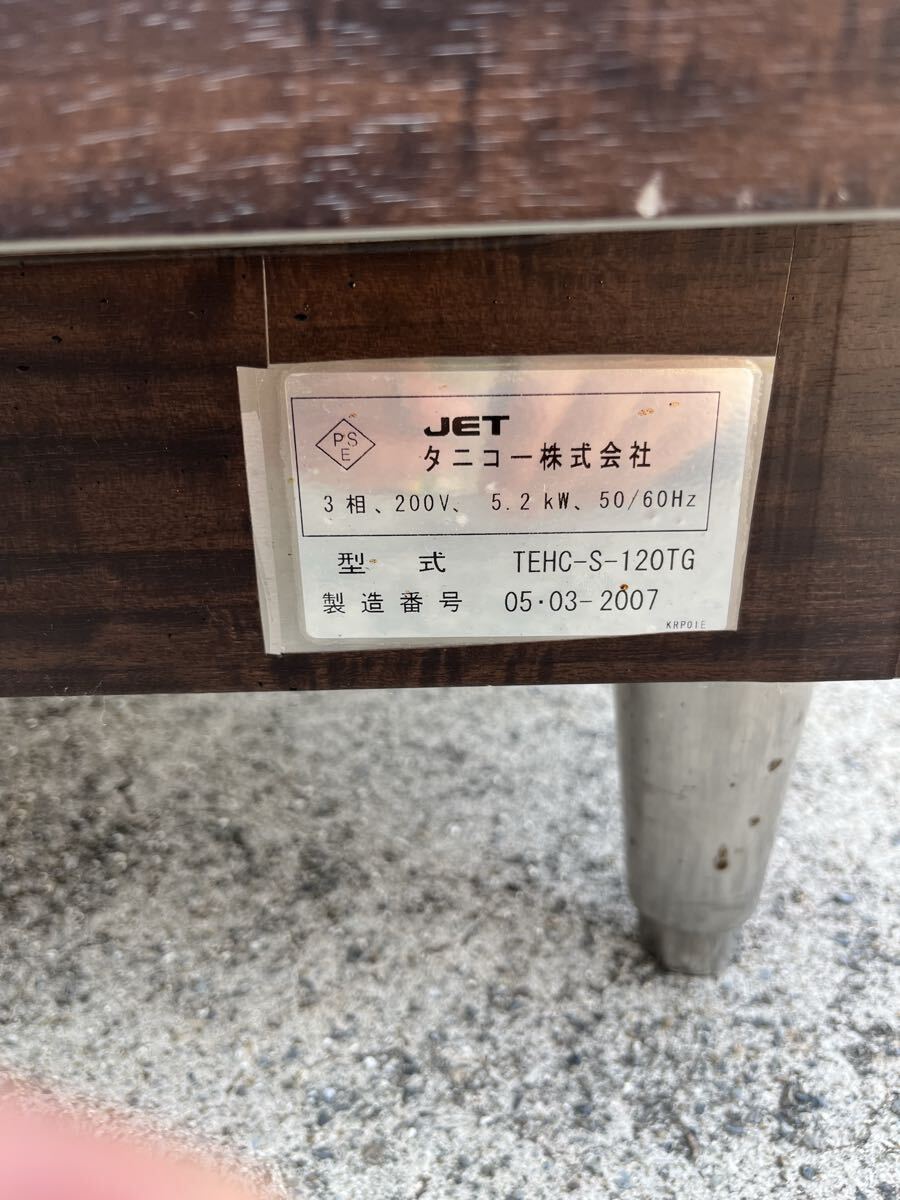 PS
E
JET
タニコー株式会社
3相、200V、 5.2kW、50/60Hz
型 式 TEHC-S-120TG
製造番号 05・03-2007
KRP01E